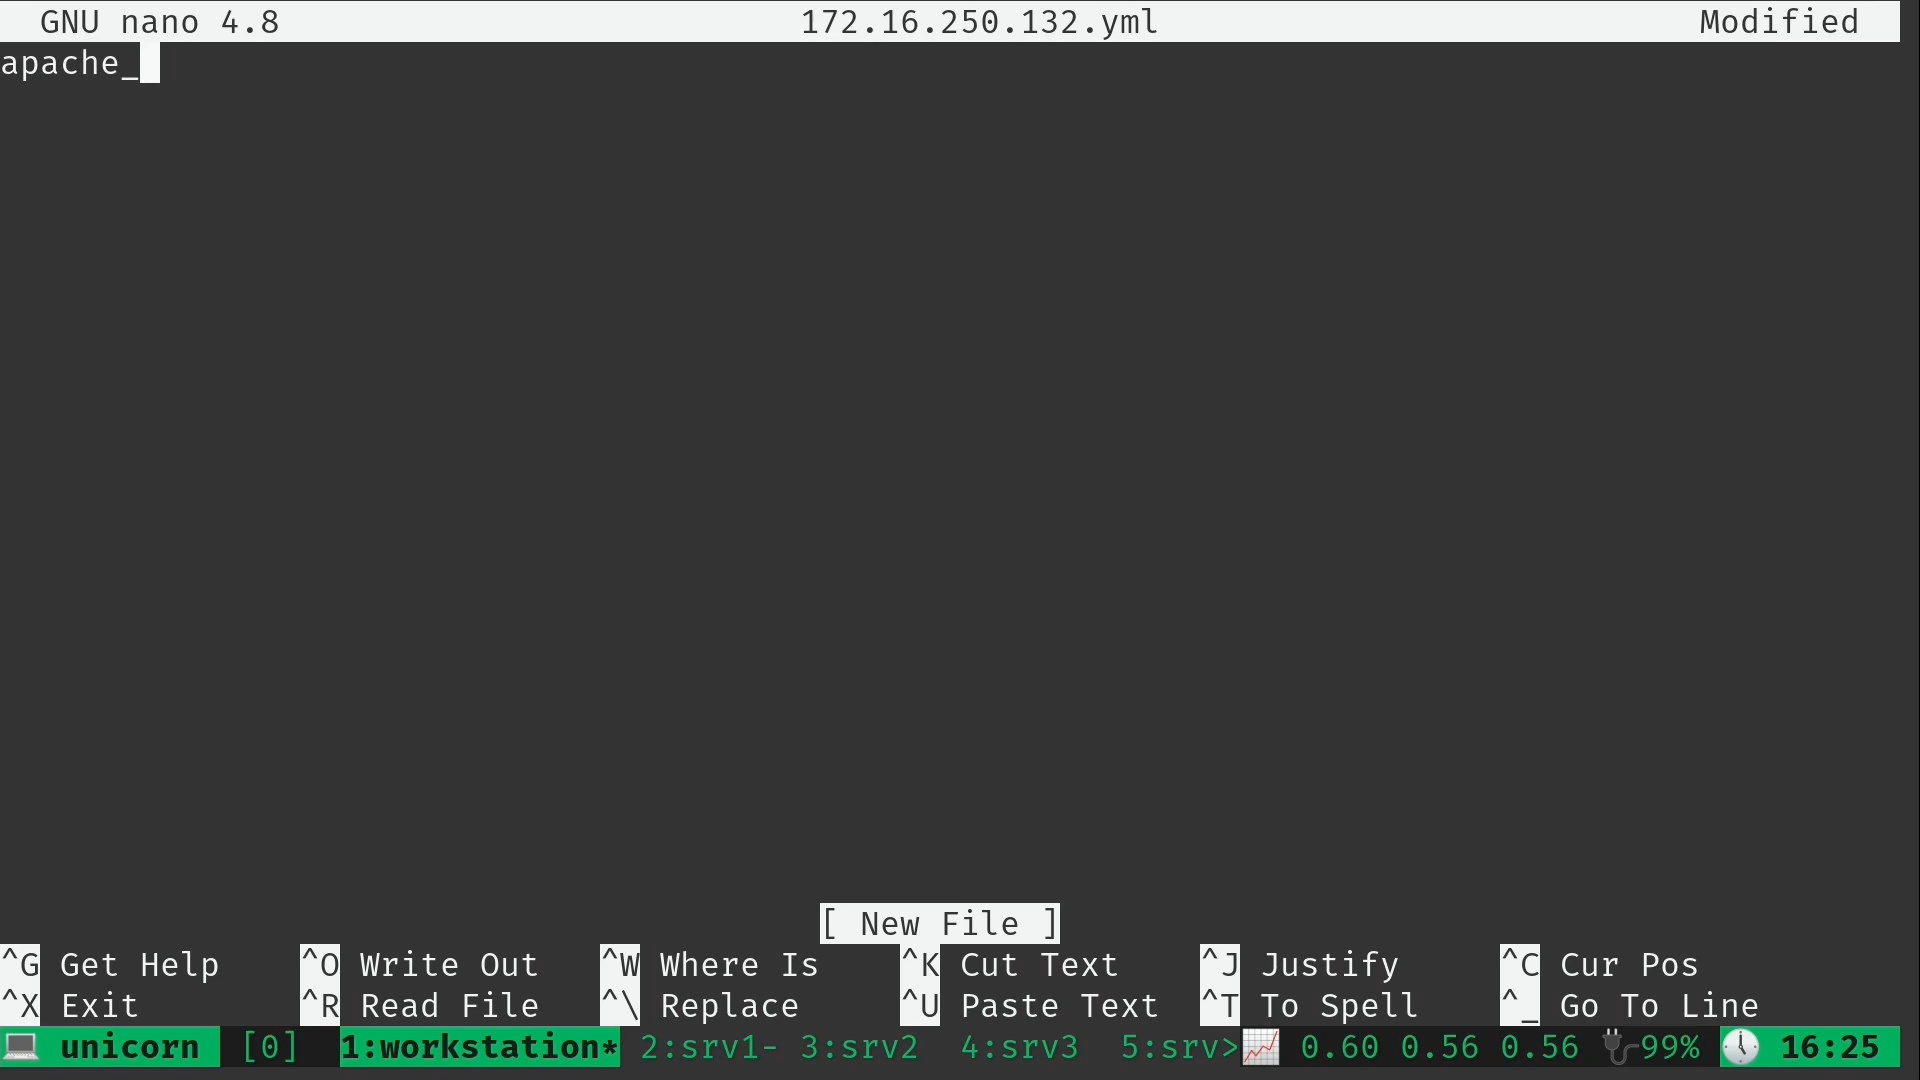 GNU nano 4.8 172.16.250.132.yml Modified
apache_
[ New File ]
^G Get Help ^O Write Out ^W Where Is ^K Cut Text ^J Justify ^C Cur Pos
^X Exit ^R Read File ^\ Replace ^U Paste Text ^T To Spell ^_ Go To Line
unicorn [0] 1:workstation* 2:srv1- 3:srv2 4:srv3 5:srv> 0.60 0.56 0.56 99% 16:25